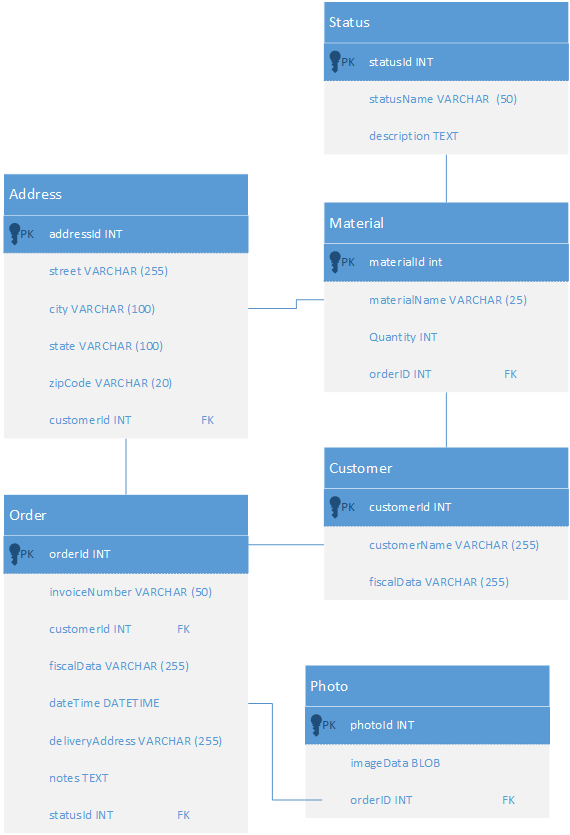 Status
PK statusId INT
statusName VARCHAR (50)
description TEXT
Address
PK addressId INT
street VARCHAR (255)
city VARCHAR (100)
state VARCHAR (100)
zipCode VARCHAR (20)
customerId INT FK
Material
PK materialId int
materialName VARCHAR (25)
Quantity INT
orderID INT FK
Customer
PK customerId INT
customerName VARCHAR (255)
fiscalData VARCHAR (255)
Order
PK orderId INT
invoiceNumber VARCHAR (50)
customerId INT FK
fiscalData VARCHAR (255)
dateTime DATETIME
deliveryAddress VARCHAR (255)
notes TEXT
statusId INT FK
Photo
PK photoId INT
imageData BLOB
orderID INT FK